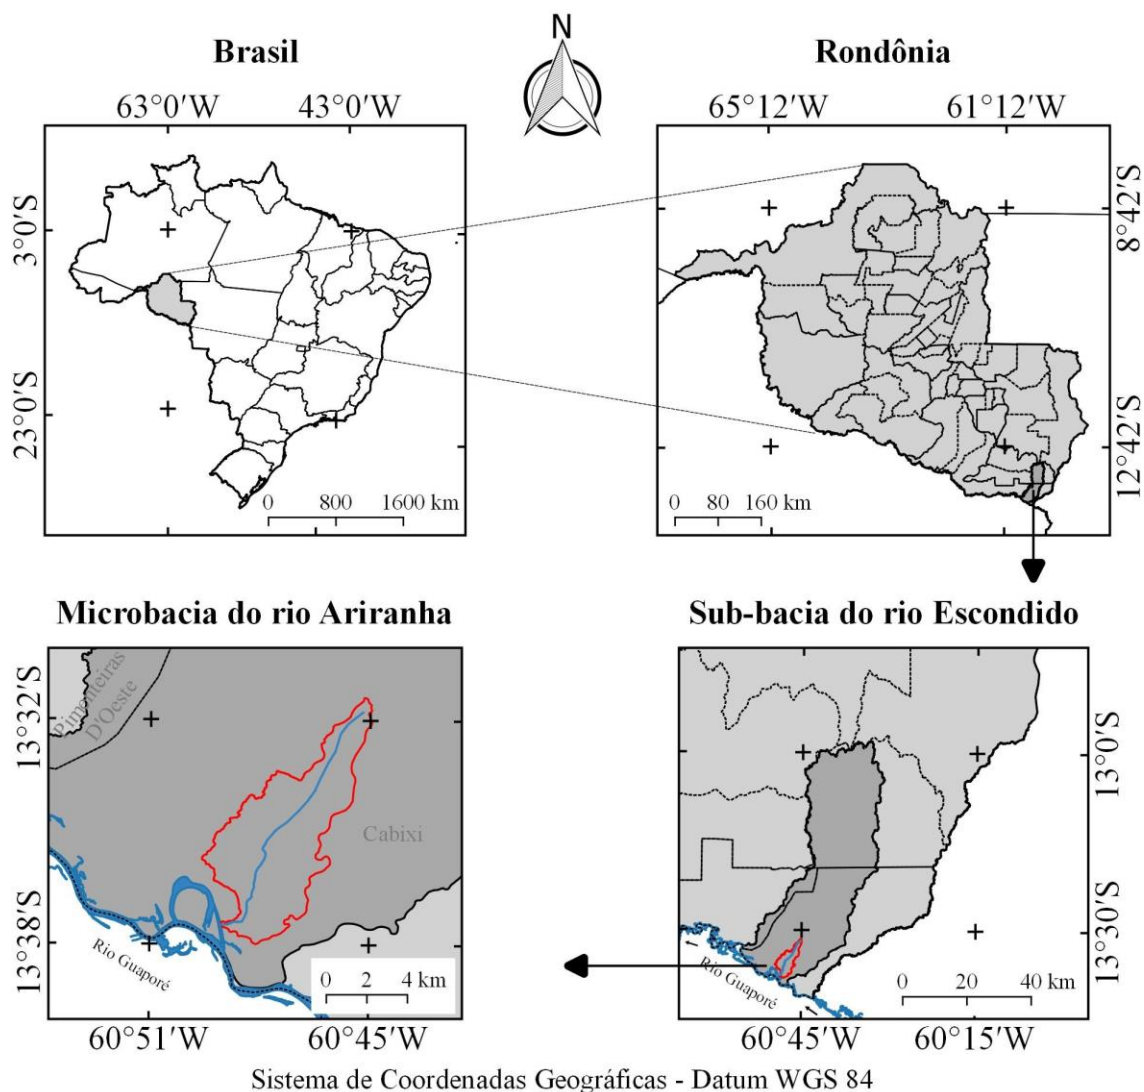 N
Brasil
63°0'W
43°0'W
3°0'S
23°0'S
0 800 1600 km
Rondônia
65°12'W
61°12'W
8°42'S
12°42'S
0 80 160 km
Microbacia do rio Ariranha
13°32'S
13°38'S
Pimenteiras
D'Oeste
Cabixi
Rio Guaporé
0 2 4 km
60°51'W
60°45'W
Sub-bacia do rio Escondido
13°0'S
13°30'S
Rio Guaporé
0 20 40 km
60°45'W
60°15'W
Sistema de Coordenadas Geográficas - Datum WGS 84